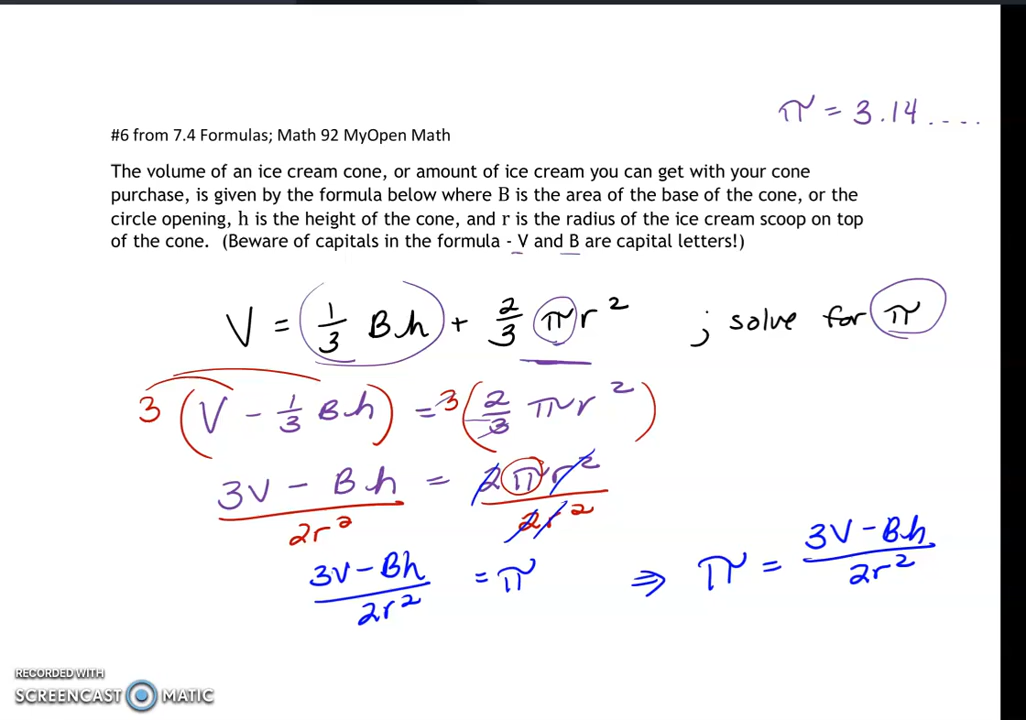 π = 3.14....
#6 from 7.4 Formulas; Math 92 MyOpen Math
The volume of an ice cream cone, or amount of ice cream you can get with your cone
purchase, is given by the formula below where B is the area of the base of the cone, or the
circle opening, h is the height of the cone, and r is the radius of the ice cream scoop on top
of the cone. (Beware of capitals in the formula - V and B are capital letters!)
V = 1/3 Bh + 2/3 πr² ; solve for π
3 (V - 1/3 Bh) = 3 (2/3 πr²)
(3V - Bh)/(2r²) = (2πr²)/(2r²)
(3V - Bh)/(2r²) = π ⇒ π = (3V - Bh)/(2r²)
RECORDED WITH
SCREENCAST MATIC